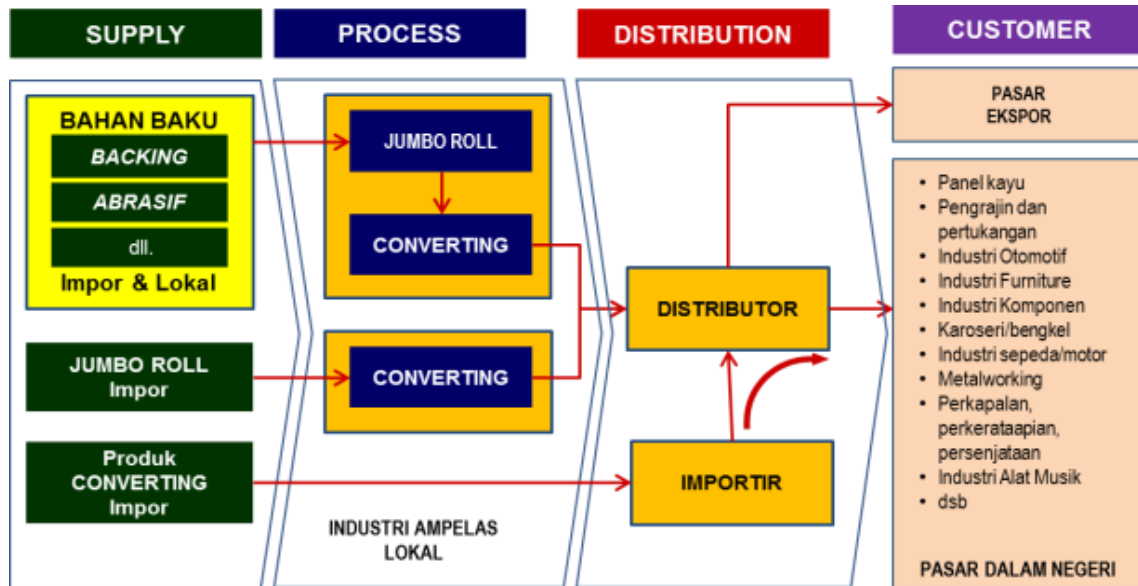 SUPPLY
PROCESS
DISTRIBUTION
CUSTOMER
BAHAN BAKU
BACKING
ABRASIF
dll.
Impor & Lokal
JUMBO ROLL
Impor
Produk
CONVERTING
Impor
JUMBO ROLL
CONVERTING
CONVERTING
INDUSTRI AMPELAS
LOKAL
DISTRIBUTOR
IMPORTIR
PASAR
EKSPOR
• Panel kayu
• Pengrajin dan
pertukangan
• Industri Otomotif
• Industri Furniture
• Industri Komponen
• Karoseri/bengkel
• Industri sepeda/motor
• Metalworking
• Perkapalan,
perkerataapian,
persenjataan
• Industri Alat Musik
• dsb
PASAR DALAM NEGERI